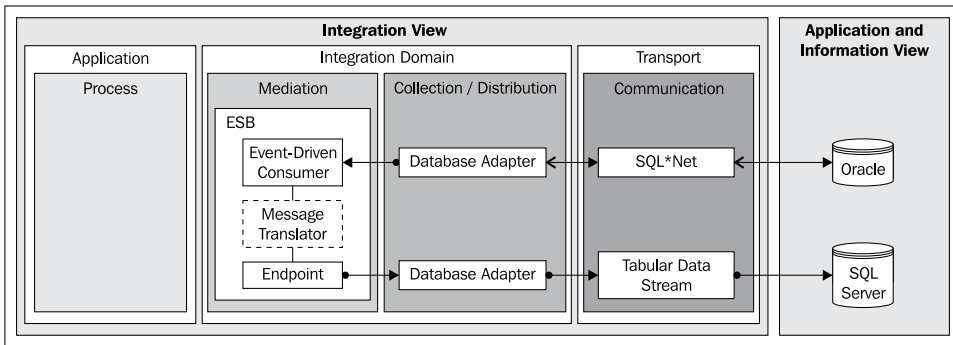 Integration View
Application and
Information View
Application
Integration Domain
Transport
Process
Mediation
Collection / Distribution
Communication
ESB
Event-Driven
Consumer
Database Adapter
SQL*Net
Oracle
Message
Translator
Endpoint
Database Adapter
Tabular Data
Stream
SQL
Server